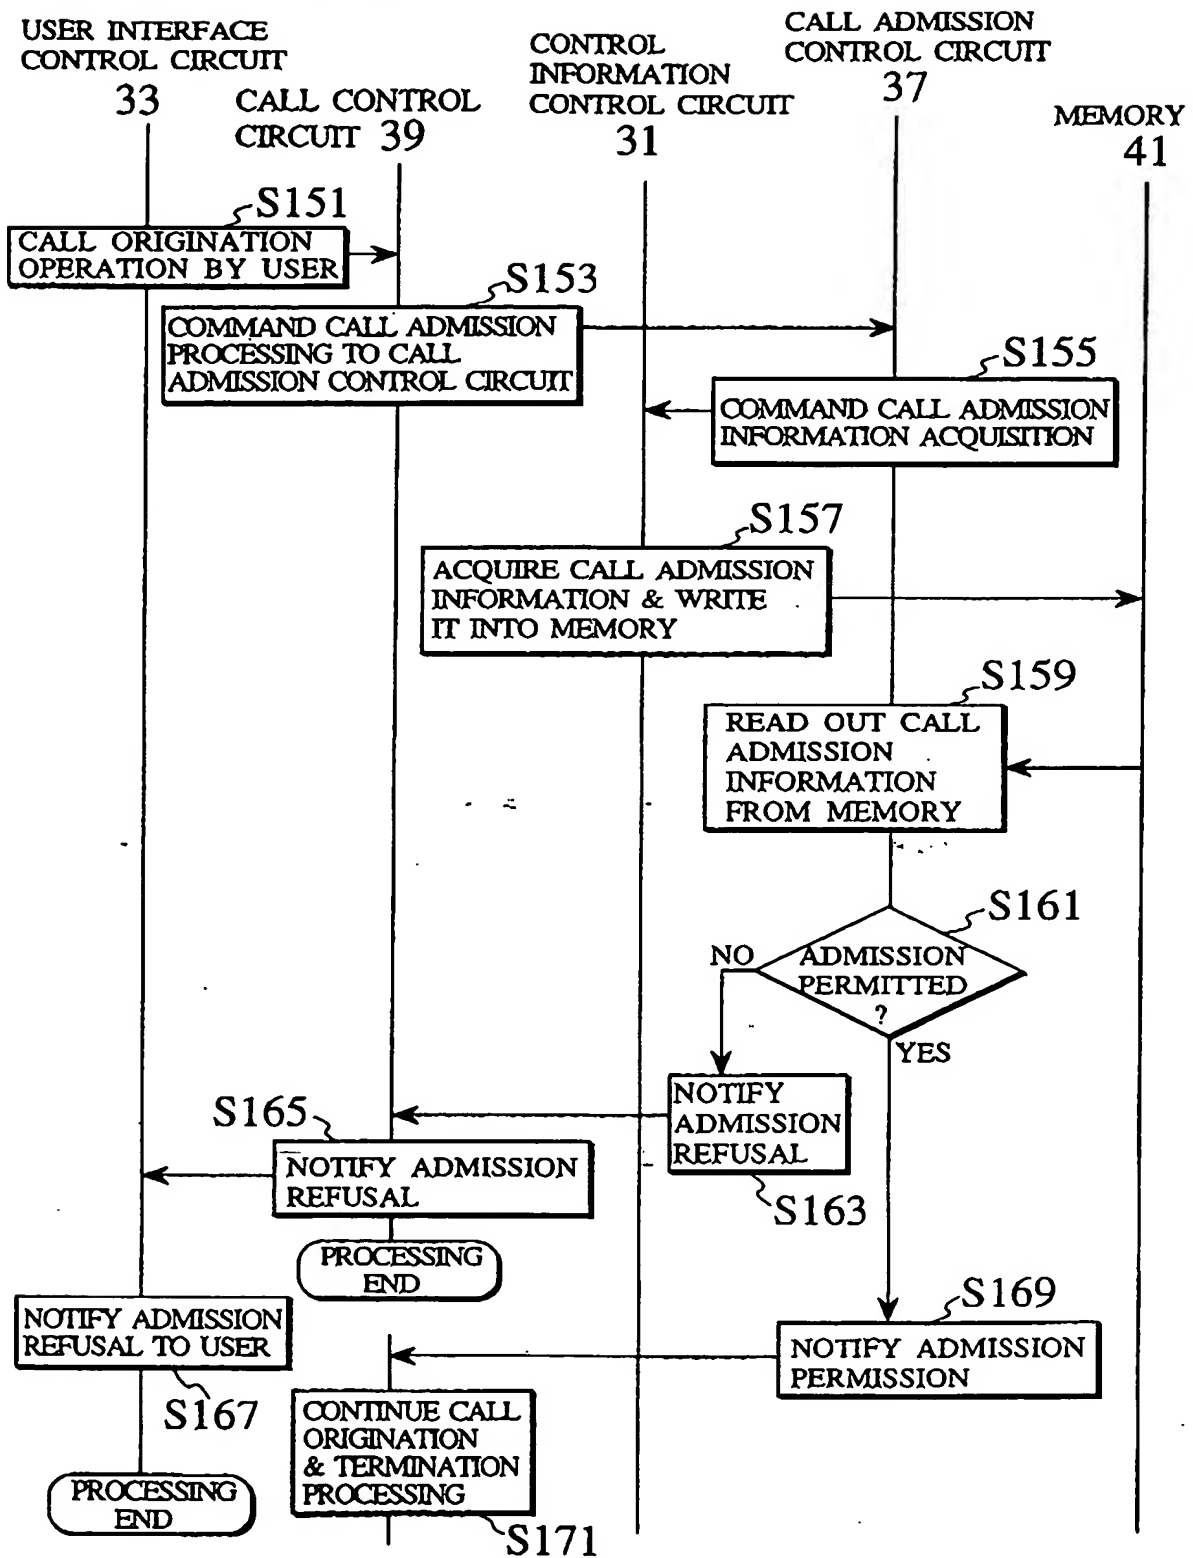 USER INTERFACE
CONTROL CIRCUIT
33
CALL CONTROL
CIRCUIT 39
CONTROL
INFORMATION
CONTROL CIRCUIT
31
CALL ADMISSION
CONTROL CIRCUIT
37
MEMORY
41
S151
CALL ORIGINATION
OPERATION BY USER
S153
COMMAND CALL ADMISSION
PROCESSING TO CALL
ADMISSION CONTROL CIRCUIT
S155
COMMAND CALL ADMISSION
INFORMATION ACQUISITION
S157
ACQUIRE CALL ADMISSION
INFORMATION & WRITE
IT INTO MEMORY
S159
READ OUT CALL
ADMISSION
INFORMATION
FROM MEMORY
S161
NO
ADMISSION
PERMITTED
?
YES
NOTIFY
ADMISSION
REFUSAL
S163
S165
NOTIFY ADMISSION
REFUSAL
PROCESSING
END
NOTIFY ADMISSION
REFUSAL TO USER
S167
PROCESSING
END
S169
NOTIFY ADMISSION
PERMISSION
CONTINUE CALL
ORIGINATION
& TERMINATION
PROCESSING
S171